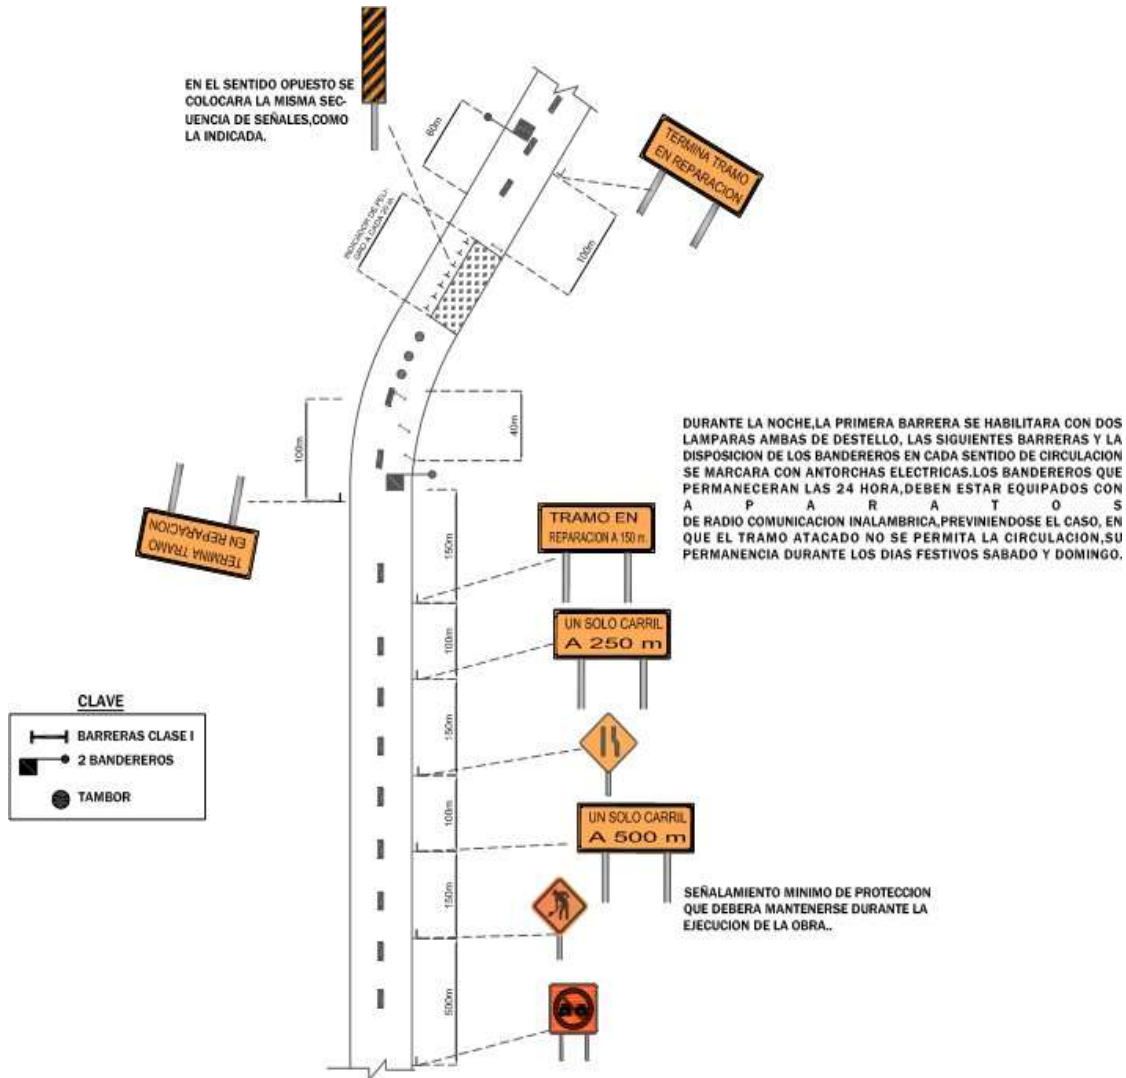 EN EL SENTIDO OPUESTO SE
COLOCARA LA MISMA SEC-
UENCIA DE SEÑALES,COMO
LA INDICADA.
60m
TERMINA TRAMO
EN REPARACION
INDICADOR DE PELI-
GRO A CADA 20 m
100m
100m
40m
DURANTE LA NOCHE,LA PRIMERA BARRERA SE HABILITARA CON DOS
LAMPARAS AMBAS DE DESTELLO, LAS SIGUIENTES BARRERAS Y LA
DISPOSICION DE LOS BANDEREROS EN CADA SENTIDO DE CIRCULACION
SE MARCARA CON ANTORCHAS ELECTRICAS.LOS BANDEREROS QUE
PERMANECERAN LAS 24 HORA,DEBEN ESTAR EQUIPADOS CON
A P A R A T O S
DE RADIO COMUNICACION INALAMBRICA,PREVINIENDOSE EL CASO, EN
QUE EL TRAMO ATACADO NO SE PERMITA LA CIRCULACION,SU
PERMANENCIA DURANTE LOS DIAS FESTIVOS SABADO Y DOMINGO.
TERMINA TRAMO
EN REPARACION
150m
TRAMO EN
REPARACION A 150 m.
100m
UN SOLO CARRIL
A 250 m
150m
100m
UN SOLO CARRIL
A 500 m
150m
500m
CLAVE
BARRERAS CLASE I
2 BANDEREROS
TAMBOR
SEÑALAMIENTO MINIMO DE PROTECCION
QUE DEBERA MANTENERSE DURANTE LA
EJECUCION DE LA OBRA..